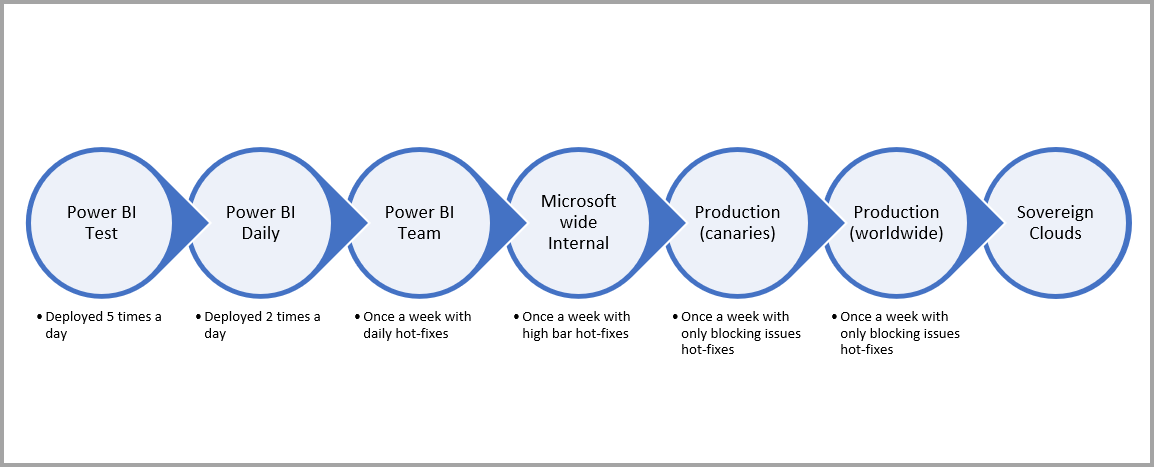 Power BI
Test
Power BI
Daily
Power BI
Team
Microsoft
wide
Internal
Production
(canaries)
Production
(worldwide)
Sovereign
Clouds
• Deployed 5 times a
day
• Deployed 2 times a
day
• Once a week with
daily hot-fixes
• Once a week with
high bar hot-fixes
• Once a week with
only blocking issues
hot-fixes
• Once a week with
only blocking issues
hot-fixes